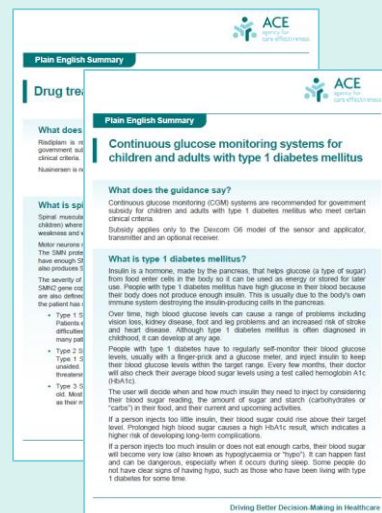 ACE
agency for
care effectiveness
Plain English Summary
Drug trea
What does
Risdiplam is r
government sub
clinical criteria.
Nusinersen is n
What is spi
Spinal muscula
children) where
weakness and
Motor neurons
The SMN prote
have enough SM
also produces S
The severity of
SMN2 gene cop
are also defined
the patient has
Type 1 S
Patients
difficulties
many pat
Type 2 S
Type 1 S
unaided.
threatenin
Type 3 S
old. Most
as their m
ACE
agency for
care effectiveness
Plain English Summary
Continuous glucose monitoring systems for
children and adults with type 1 diabetes mellitus
What does the guidance say?
Continuous glucose monitoring (CGM) systems are recommended for government
subsidy for children and adults with type 1 diabetes mellitus who meet certain
clinical criteria.
Subsidy applies only to the Dexcom G6 model of the sensor and applicator,
transmitter and an optional receiver.
What is type 1 diabetes mellitus?
Insulin is a hormone, made by the pancreas, that helps glucose (a type of sugar)
from food enter cells in the body so it can be used as energy or stored for later
use. People with type 1 diabetes mellitus have high glucose in their blood because
their body does not produce enough insulin. This is usually due to the body's own
immune system destroying the insulin-producing cells in the pancreas.
Over time, high blood glucose levels can cause a range of problems including
vision loss, kidney disease, foot and leg problems and an increased risk of stroke
and heart disease. Although type 1 diabetes mellitus is often diagnosed in
childhood, it can develop at any age.
People with type 1 diabetes have to regularly self-monitor their blood glucose
levels, usually with a finger-prick and a glucose meter, and inject insulin to keep
their blood glucose levels within the target range. Every few months, their doctor
will also check their average blood sugar levels using a test called hemoglobin A1c
(HbA1c).
The user will decide when and how much insulin they need to inject by considering
their blood sugar reading, the amount of sugar and starch (carbohydrates or
"carbs") in their food, and their current and upcoming activities.
If a person injects too little insulin, their blood sugar could rise above their target
level. Prolonged high blood sugar causes a high HbA1c result, which indicates a
higher risk of developing long-term complications.
If a person injects too much insulin or does not eat enough carbs, their blood sugar
will become very low (also known as hypoglycaemia or "hypo"). It can happen fast
and can be dangerous, especially when it occurs during sleep. Some people do
not have clear signs of having hypo, such as those who have been living with type
1 diabetes for some time.
Driving Better Decision-Making in Healthcare